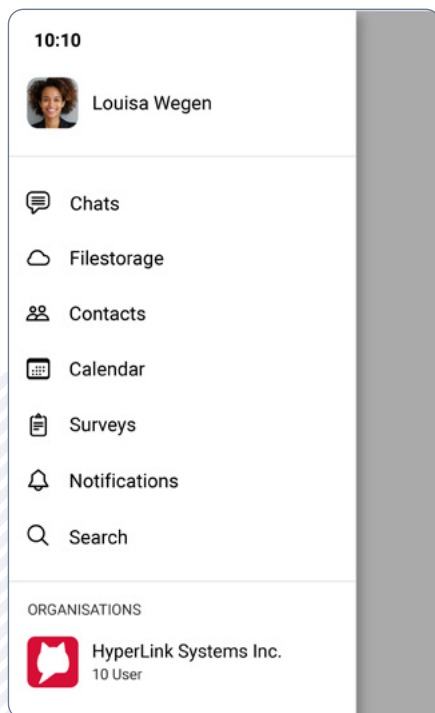 10:10
Louisa Wegen
Chats
Filestorage
Contacts
Calendar
Surveys
Notifications
Search
ORGANISATIONS
HyperLink Systems Inc.
10 User